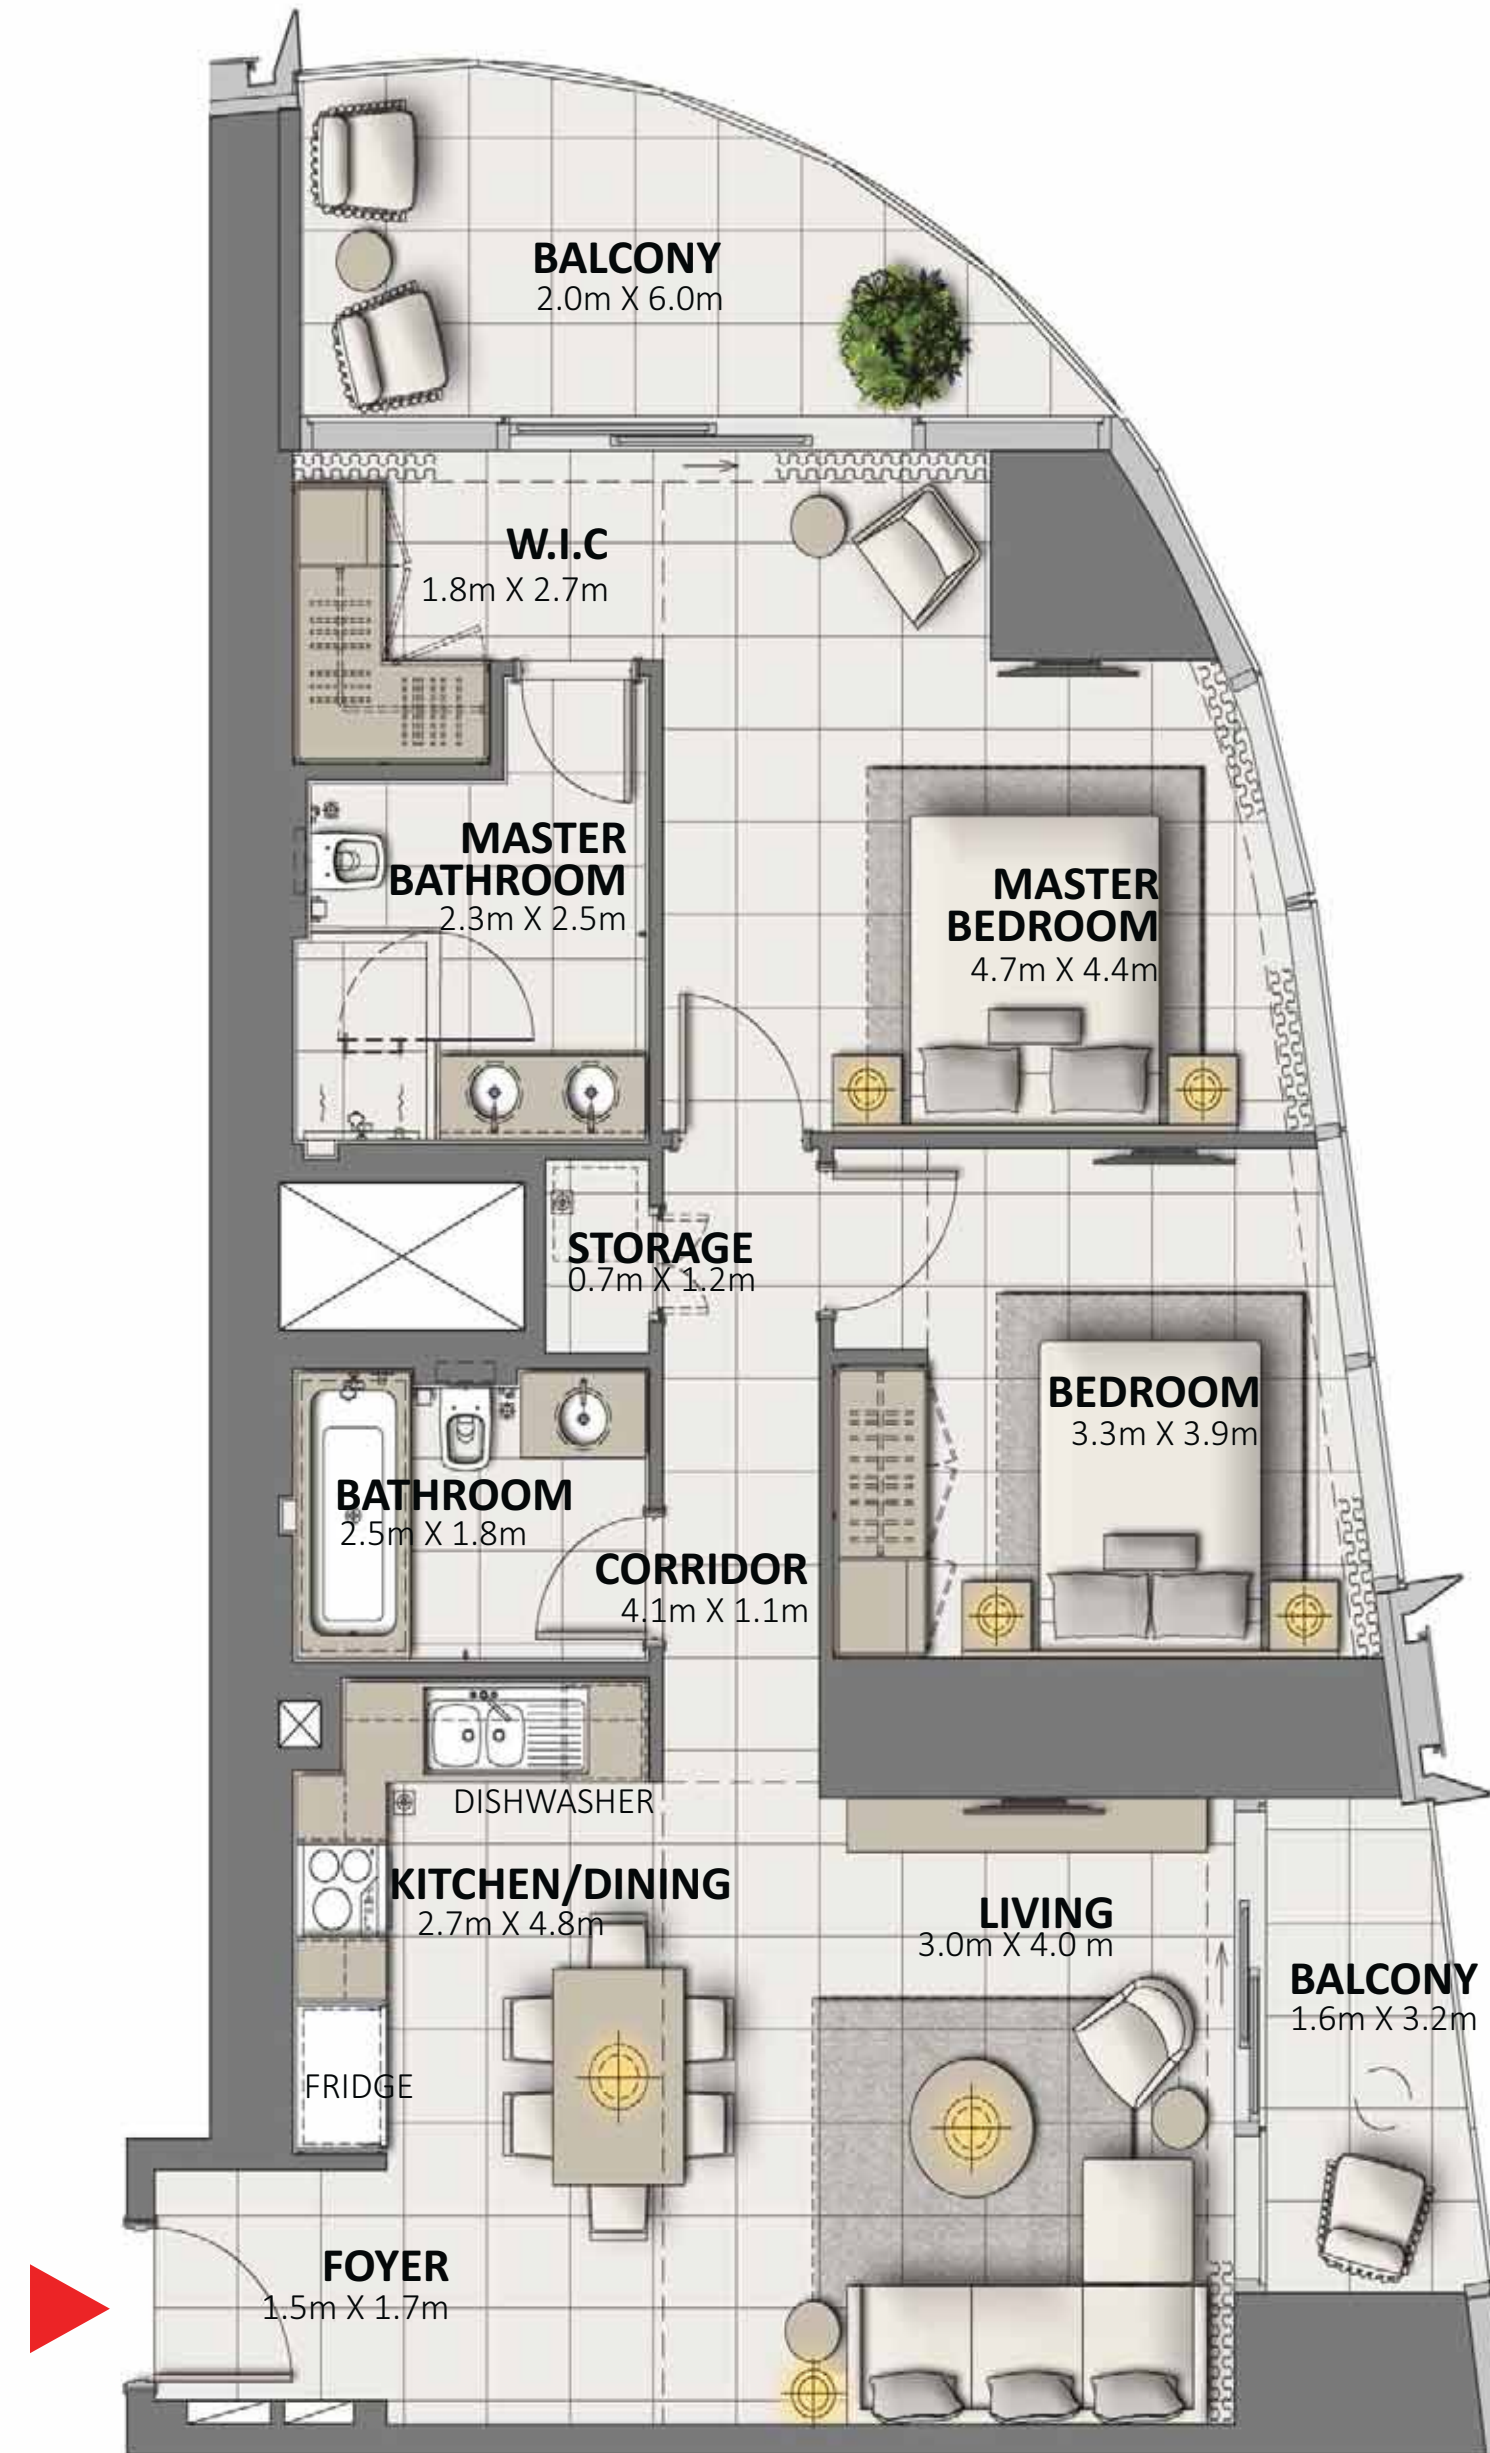 BALCONY
2.0m X 6.0m
W.I.C
1.8m X 2.7m
MASTER
BATHROOM
2.3m X 2.5m
MASTER
BEDROOM
4.7m X 4.4m
STORAGE
0.7m X 1.2m
BEDROOM
3.3m X 3.9m
BATHROOM
2.5m X 1.8m
CORRIDOR
4.1m X 1.1m
DISHWASHER
KITCHEN/DINING
2.7m X 4.8m
LIVING
3.0m X 4.0 m
BALCONY
1.6m X 3.2m
FRIDGE
FOYER
1.5m X 1.7m